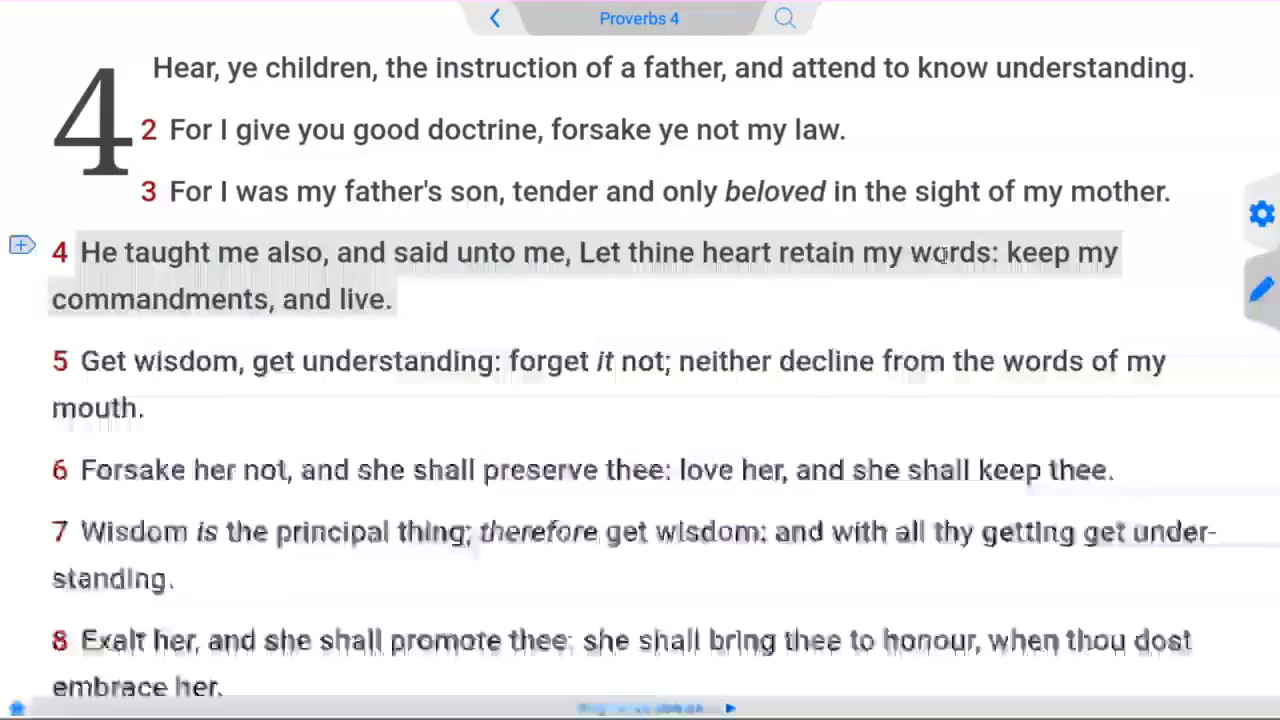 Proverbs 4
4 Hear, ye children, the instruction of a father, and attend to know understanding.
2 For I give you good doctrine, forsake ye not my law.
3 For I was my father's son, tender and only beloved in the sight of my mother.
4 He taught me also, and said unto me, Let thine heart retain my words: keep my
commandments, and live.
5 Get wisdom, get understanding: forget it not; neither decline from the words of my
mouth.
6 Forsake her not, and she shall preserve thee: love her, and she shall keep thee.
7 Wisdom is the principal thing; therefore get wisdom: and with all thy getting get under-
standing.
8 Exalt her, and she shall promote thee: she shall bring thee to honour, when thou dost
embrace her.